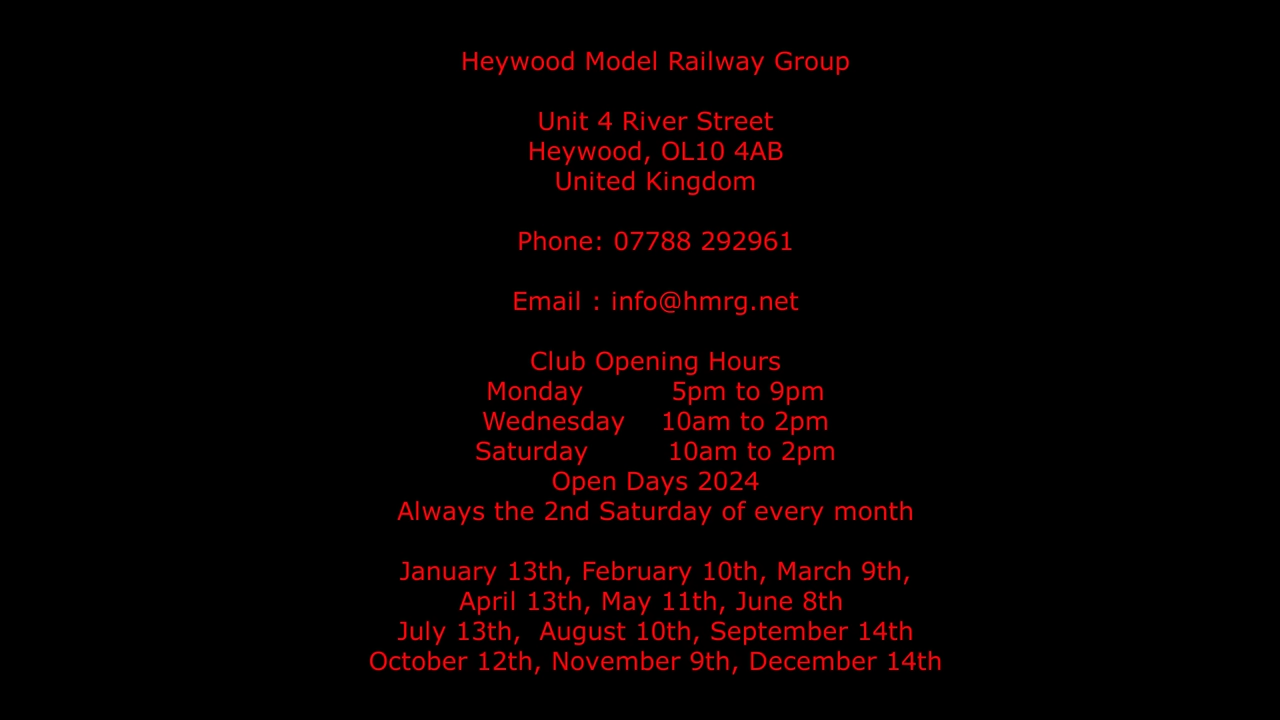 Heywood Model Railway Group
Unit 4 River Street
Heywood, OL10 4AB
United Kingdom
Phone: 07788 292961
Email : info@hmrg.net
Club Opening Hours
Monday 5pm to 9pm
Wednesday 10am to 2pm
Saturday 10am to 2pm
Open Days 2024
Always the 2nd Saturday of every month
January 13th, February 10th, March 9th,
April 13th, May 11th, June 8th
July 13th, August 10th, September 14th
October 12th, November 9th, December 14th